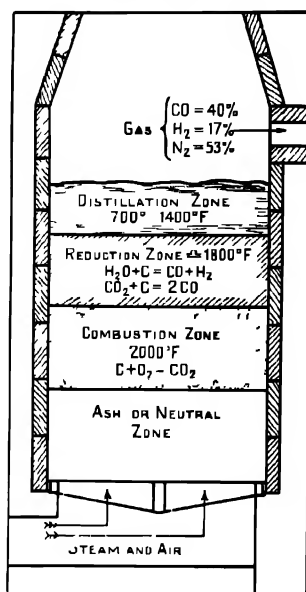 GAS { CO = 40%
H₂ = 17%
N₂ = 53%
DISTILLATION ZONE
700° 1400°F
REDUCTION ZONE 1800°F
H₂O+C = CO+H₂
CO₂+C = 2CO
COMBUSTION ZONE
2000°F
C+O₇–CO₂
ASH OR NEUTRAL
ZONE
STEAM AND AIR